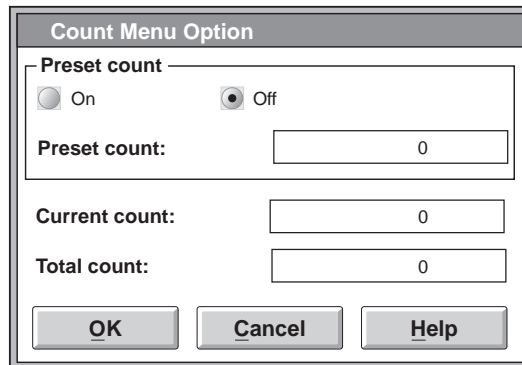 Count Menu Option
Preset count
On Off
Preset count: 0
Current count: 0
Total count: 0
OK Cancel Help